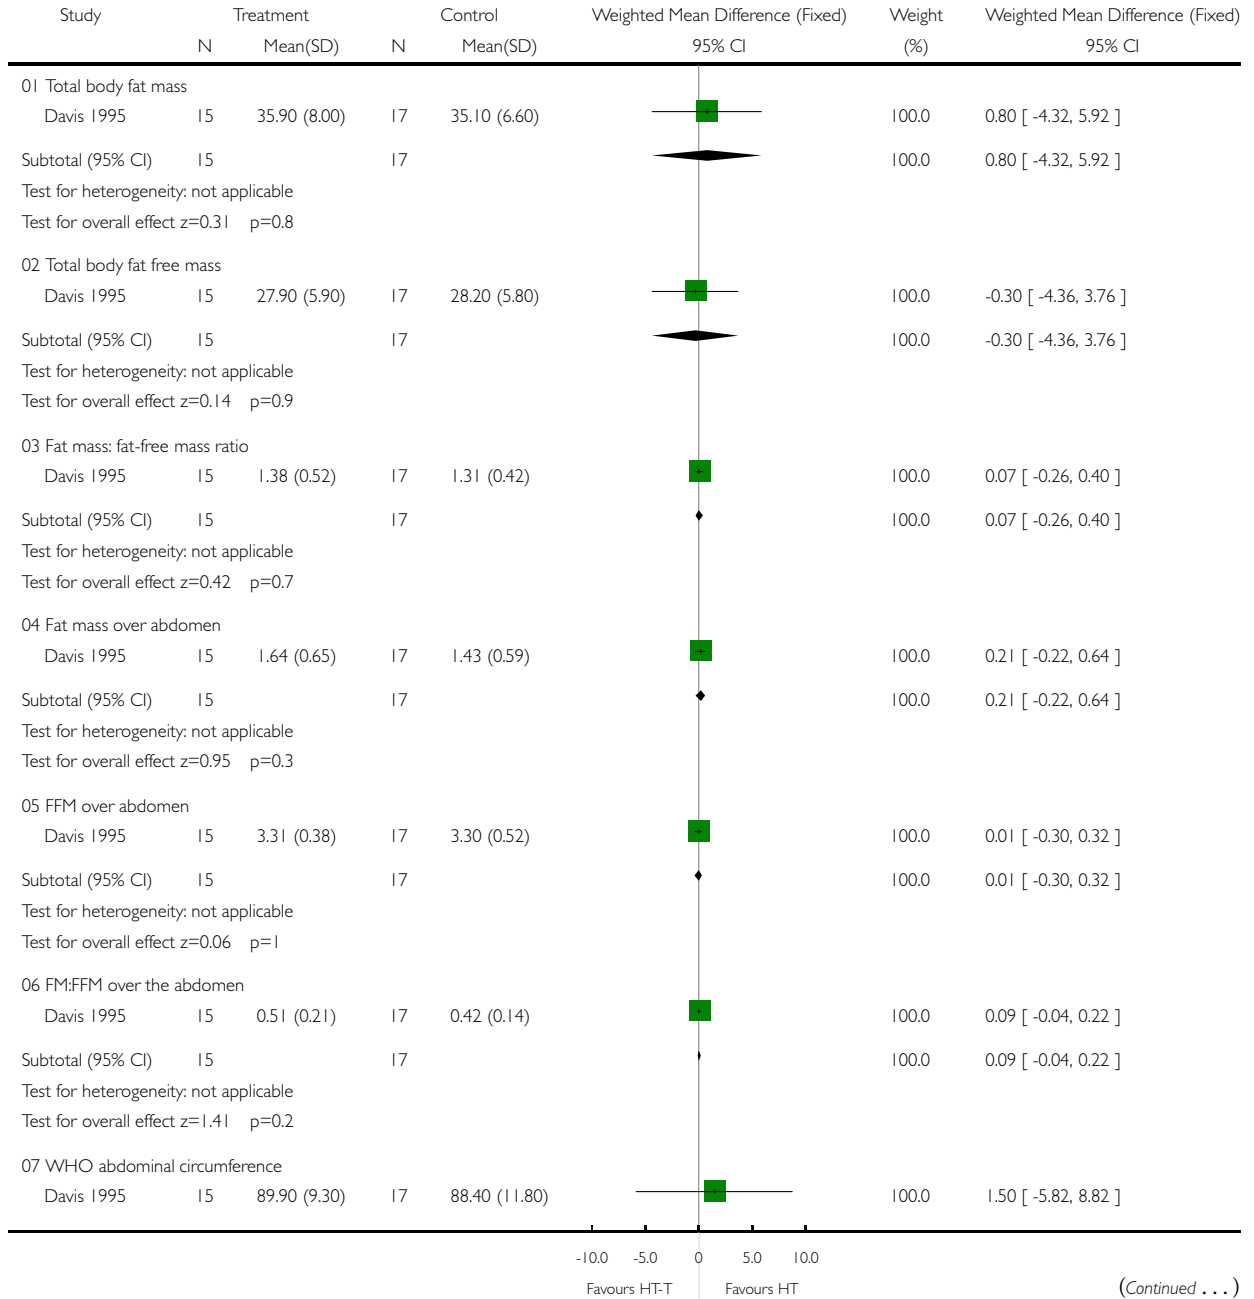 Study Treatment Control Weighted Mean Difference (Fixed) Weight Weighted Mean Difference (Fixed)
N Mean(SD) N Mean(SD) 95% CI (%) 95% CI
01 Total body fat mass
Davis 1995 15 35.90 (8.00) 17 35.10 (6.60) 100.0 0.80 [ -4.32, 5.92 ]
Subtotal (95% CI) 15 17 100.0 0.80 [ -4.32, 5.92 ]
Test for heterogeneity: not applicable
Test for overall effect z=0.31 p=0.8
02 Total body fat free mass
Davis 1995 15 27.90 (5.90) 17 28.20 (5.80) 100.0 -0.30 [ -4.36, 3.76 ]
Subtotal (95% CI) 15 17 100.0 -0.30 [ -4.36, 3.76 ]
Test for heterogeneity: not applicable
Test for overall effect z=0.14 p=0.9
03 Fat mass: fat-free mass ratio
Davis 1995 15 1.38 (0.52) 17 1.31 (0.42) 100.0 0.07 [ -0.26, 0.40 ]
Subtotal (95% CI) 15 17 100.0 0.07 [ -0.26, 0.40 ]
Test for heterogeneity: not applicable
Test for overall effect z=0.42 p=0.7
04 Fat mass over abdomen
Davis 1995 15 1.64 (0.65) 17 1.43 (0.59) 100.0 0.21 [ -0.22, 0.64 ]
Subtotal (95% CI) 15 17 100.0 0.21 [ -0.22, 0.64 ]
Test for heterogeneity: not applicable
Test for overall effect z=0.95 p=0.3
05 FFM over abdomen
Davis 1995 15 3.31 (0.38) 17 3.30 (0.52) 100.0 0.01 [ -0.30, 0.32 ]
Subtotal (95% CI) 15 17 100.0 0.01 [ -0.30, 0.32 ]
Test for heterogeneity: not applicable
Test for overall effect z=0.06 p=1
06 FM:FFM over the abdomen
Davis 1995 15 0.51 (0.21) 17 0.42 (0.14) 100.0 0.09 [ -0.04, 0.22 ]
Subtotal (95% CI) 15 17 100.0 0.09 [ -0.04, 0.22 ]
Test for heterogeneity: not applicable
Test for overall effect z=1.41 p=0.2
07 WHO abdominal circumference
Davis 1995 15 89.90 (9.30) 17 88.40 (11.80) 100.0 1.50 [ -5.82, 8.82 ]
-10.0 -5.0 0 5.0 10.0
Favours HT-T Favours HT (Continued . . . )